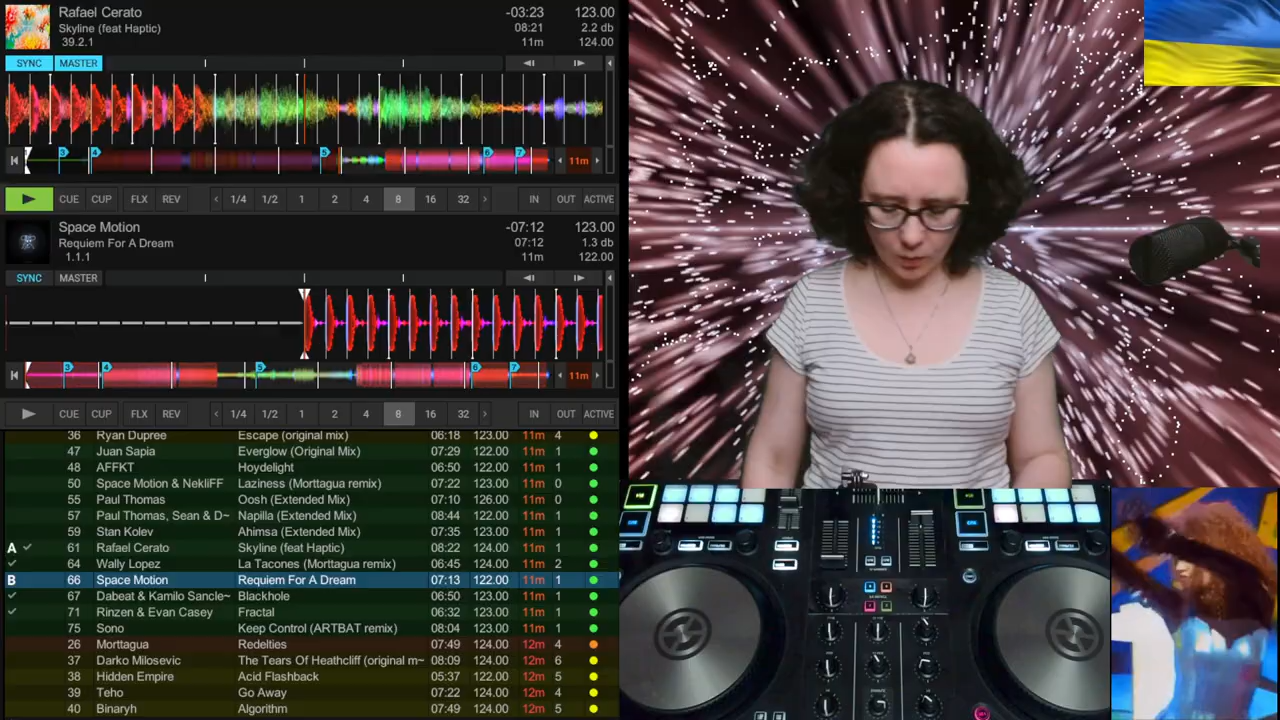 Rafael Cerato -03:23 123.00
Skyline (feat Haptic) 08:21 2.2 db
39.2.1 11m 124.00
SYNC MASTER
3 4 5 6 7 11m
CUE CUP FLX REV 1/4 1/2 1 2 4 8 16 32 IN OUT ACTIVE
Space Motion -07:12 123.00
Requiem For A Dream 07:12 1.3 db
1.1.1 11m 122.00
SYNC MASTER
3 4 5 6 7 11m
CUE CUP FLX REV 1/4 1/2 1 2 4 8 16 32 IN OUT ACTIVE
36 Ryan Dupree Escape (original mix) 06:18 123.00 11m 4
47 Juan Sapia Everglow (Original Mix) 07:29 122.00 11m 1
48 AFFKT Hoydelight 06:50 122.00 11m 1
50 Space Motion & NekliFF Laziness (Morttagua remix) 07:22 123.00 11m 0
55 Paul Thomas Oosh (Extended Mix) 07:10 126.00 11m 0
57 Paul Thomas, Sean & D~ Napilla (Extended Mix) 08:44 122.00 11m 1
59 Stan Kolev Ahimsa (Extended Mix) 07:35 123.00 11m 1
A 61 Rafael Cerato Skyline (feat Haptic) 08:22 124.00 11m 1
64 Wally Lopez La Tacones (Morttagua remix) 06:45 124.00 11m 2
B 66 Space Motion Requiem For A Dream 07:13 122.00 11m 1
67 Dabeat & Kamilo Sancle~ Blackhole 06:50 123.00 11m 1
71 Rinzen & Evan Casey Fractal 06:32 123.00 11m 1
75 Sono Keep Control (ARTBAT remix) 08:04 123.00 11m 1
26 Morttagua Redelties 07:49 124.00 12m 4
37 Darko Milosevic The Tears Of Heathcliff (original m~ 08:09 124.00 12m 6
38 Hidden Empire Acid Flashback 05:37 122.00 12m 5
39 Teho Go Away 07:22 124.00 12m 4
40 Binaryh Algorithm 07:49 124.00 12m 5